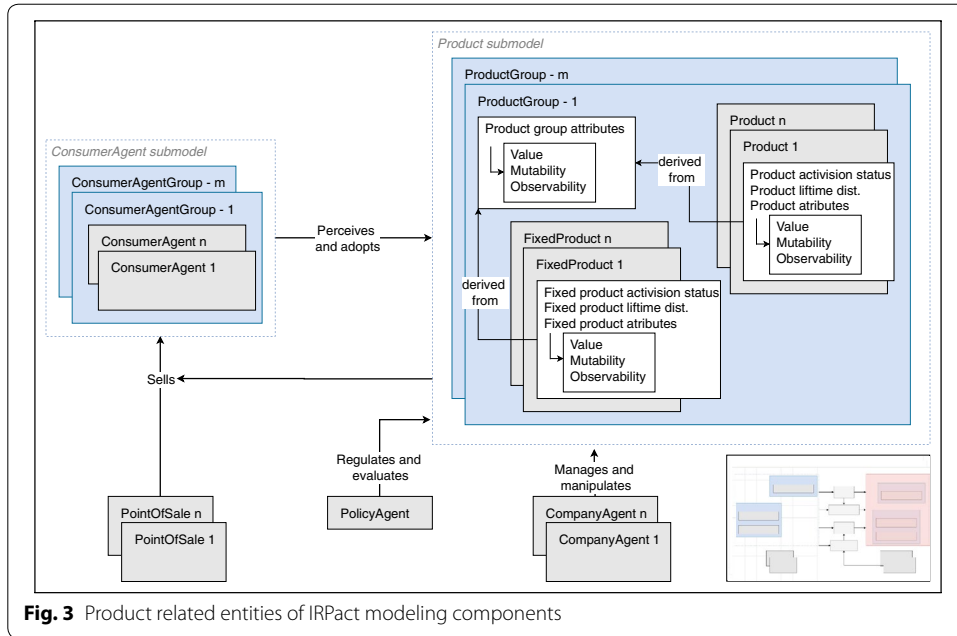 Product submodel
ProductGroup - m
ProductGroup - 1
Product group attributes
Value
Mutability
Observability
derived
from
Product n
Product 1
Product activision status
Product liftime dist.
Product atributes
Value
Mutability
Observability
ConsumerAgent submodel
ConsumerAgentGroup - m
ConsumerAgentGroup - 1
ConsumerAgent n
ConsumerAgent 1
Perceives
and adopts
derived
from
FixedProduct n
FixedProduct 1
Fixed product activision status
Fixed product liftime dist.
Fixed product atributes
Value
Mutability
Observability
Sells
Regulates and
evaluates
Manages and
manipulates
PointOfSale n
PointOfSale 1
PolicyAgent
CompanyAgent n
CompanyAgent 1
Fig. 3 Product related entities of IRPact modeling components